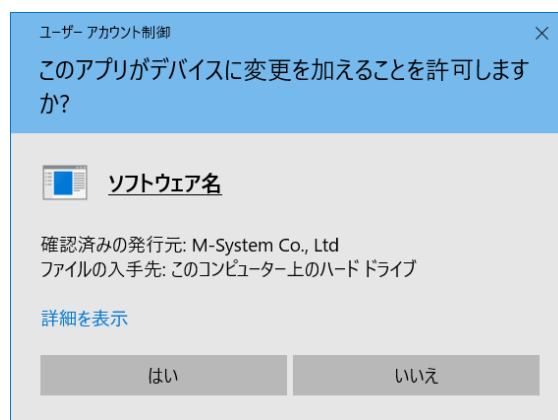 ユーザー アカウント制御
このアプリがデバイスに変更を加えることを許可します
か?
ソフトウェア名
確認済みの発行元: M-System Co., Ltd
ファイルの入手先: このコンピューター上のハード ドライブ
詳細を表示
はい
いいえ